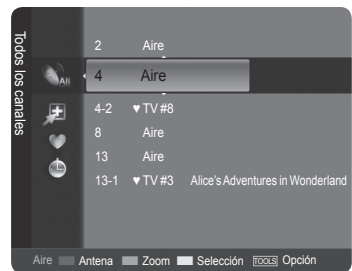 Todos los canales
All
2 Aire
4 Aire
4-2 ♥ TV #8
8 Aire
13 Aire
13-1 ♥ TV #3 Alice's Adventures in Wonderland
Aire Antena Zoom Selección TOOLS Opción